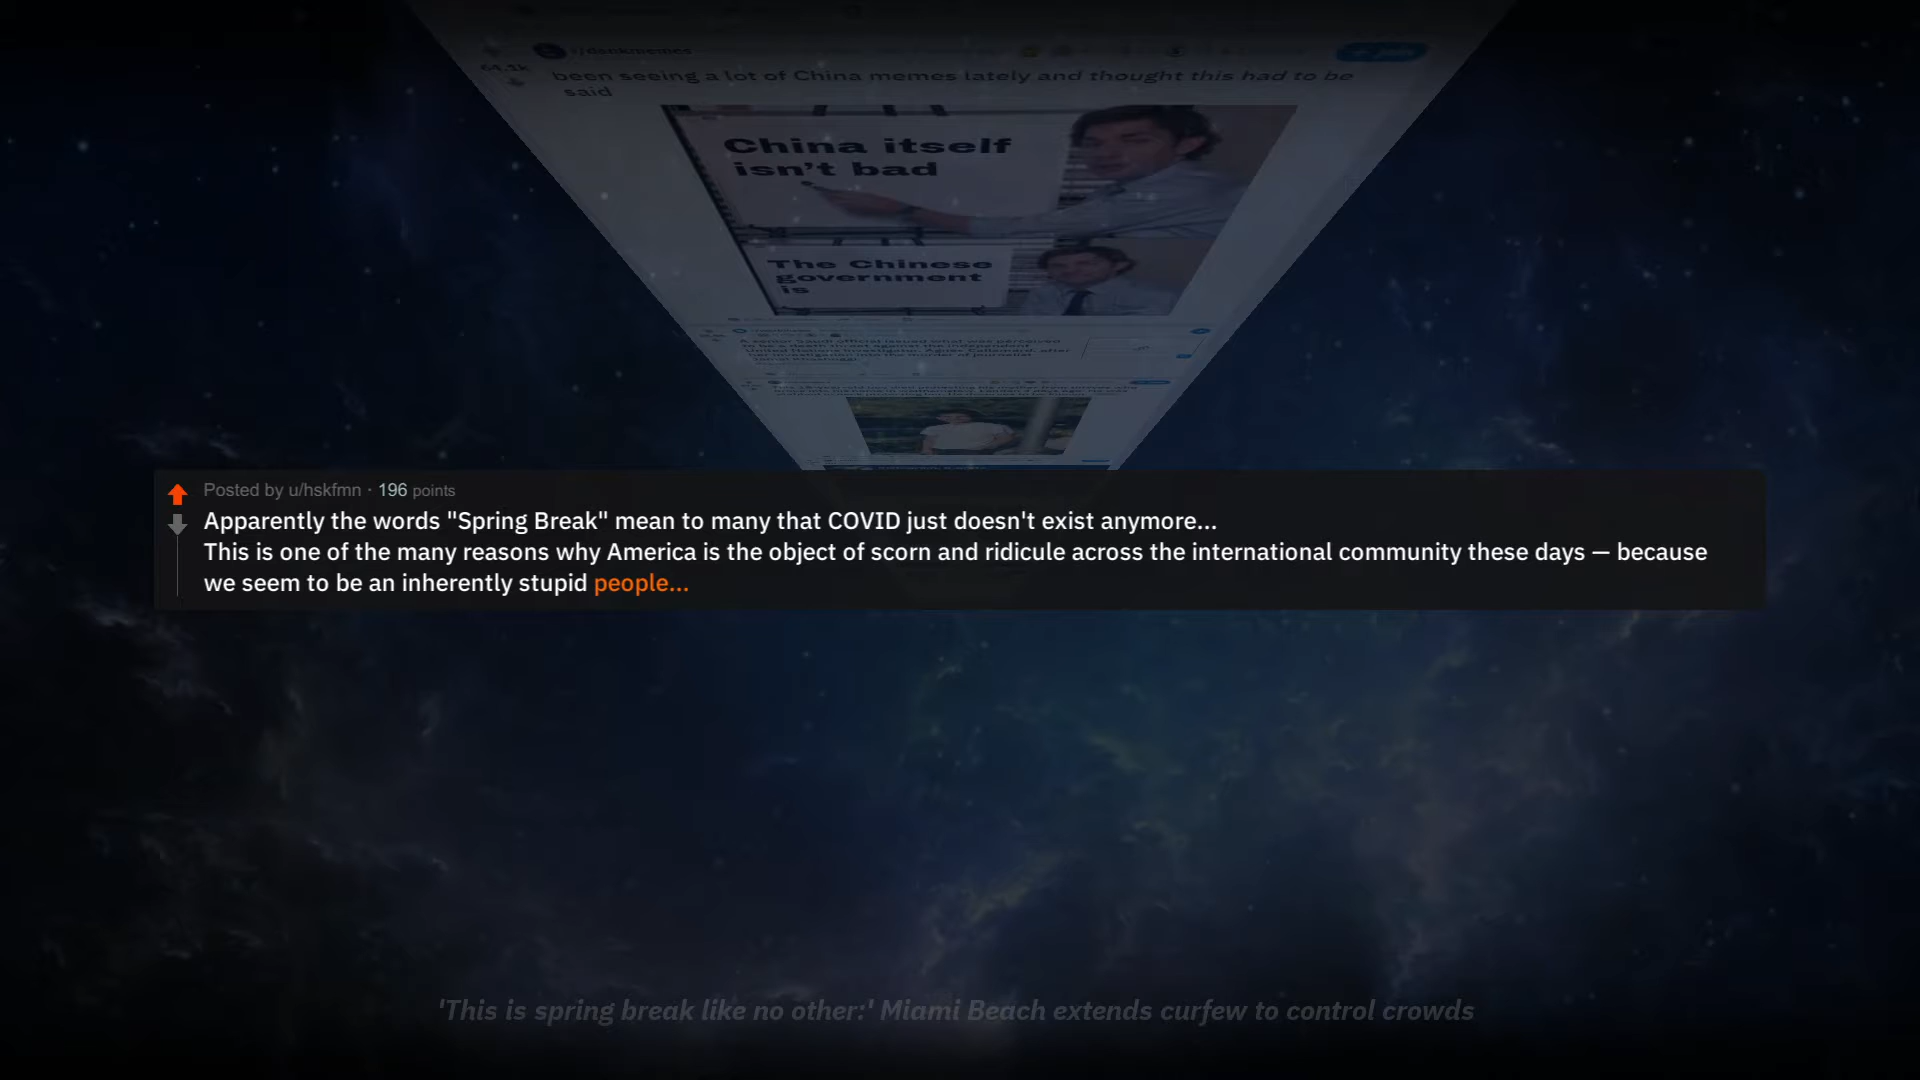 r/dankmemes
64.1k
been seeing a lot of China memes lately and thought this had to be
said
China itself
isn't bad
The Chinese
government
is
Posted by u/hskfmn · 196 points
Apparently the words "Spring Break" mean to many that COVID just doesn't exist anymore...
This is one of the many reasons why America is the object of scorn and ridicule across the international community these days — because
we seem to be an inherently stupid people...
'This is spring break like no other:' Miami Beach extends curfew to control crowds